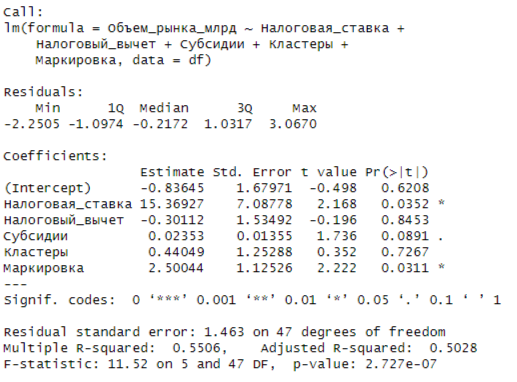 Call:
lm(formula = Объем_рынка_млрд ~ Налоговая_ставка +
    Налоговый_вычет + Субсидии + Кластеры +
    Маркировка, data = df)
Residuals:
    Min      1Q  Median      3Q     Max
-2.2505 -1.0974 -0.2172  1.0317  3.0670
Coefficients:
                 Estimate Std. Error t value Pr(>|t|)
(Intercept)      -0.83645    1.67971  -0.498   0.6208
Налоговая_ставка 15.36927    7.08778   2.168   0.0352 *
Налоговый_вычет  -0.30112    1.53492  -0.196   0.8453
Субсидии          0.02353    0.01355   1.736   0.0891 .
Кластеры          0.44049    1.25288   0.352   0.7267
Маркировка        2.50044    1.12526   2.222   0.0311 *
---
Signif. codes:  0 ‘***’ 0.001 ‘**’ 0.01 ‘*’ 0.05 ‘.’ 0.1 ‘ ’ 1
Residual standard error: 1.463 on 47 degrees of freedom
Multiple R-squared:  0.5506,    Adjusted R-squared:  0.5028
F-statistic: 11.52 on 5 and 47 DF,  p-value: 2.727e-07